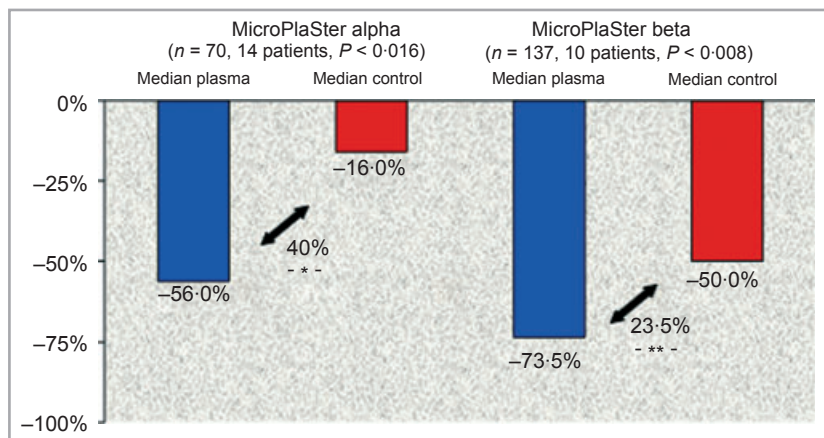 MicroPlaSter alpha
(n = 70, 14 patients, P < 0·016)
Median plasma
Median control
MicroPlaSter beta
(n = 137, 10 patients, P < 0·008)
Median plasma
Median control
0%
–25%
–50%
–75%
–100%
–56·0%
–16·0%
40%
- * -
–73·5%
–50·0%
23·5%
- ** -